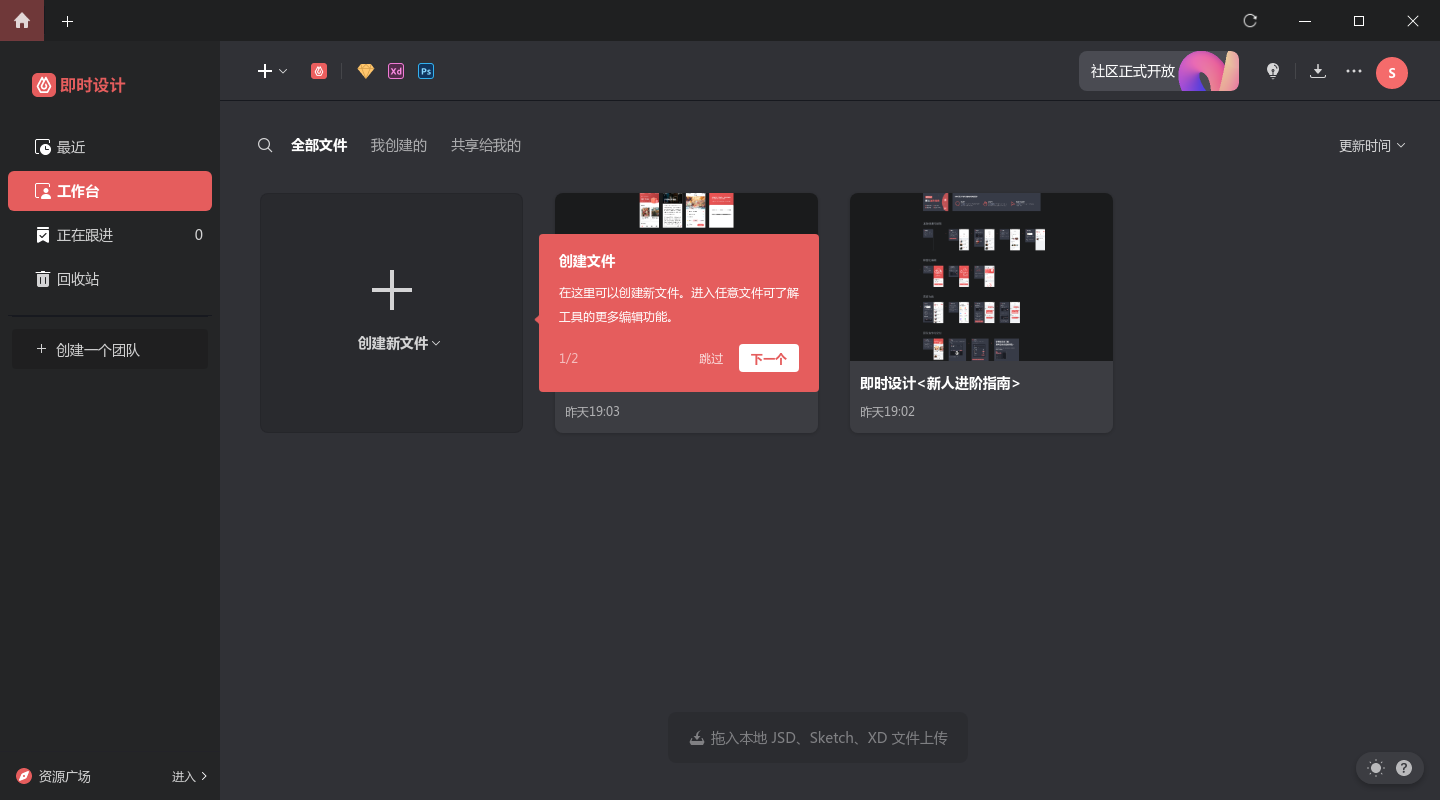 即时设计
Xd
Ps
社区正式开放
S
最近
工作台
正在跟进 0
回收站
创建一个团队
全部文件 我创建的 共享给我的
更新时间
创建新文件
创建文件
在这里可以创建新文件。进入任意文件可了解
工具的更多编辑功能。
1/2 跳过 下一个
昨天19:03
即时设计<新人进阶指南>
昨天19:02
拖入本地 JSD、Sketch、XD 文件上传
资源广场 进入